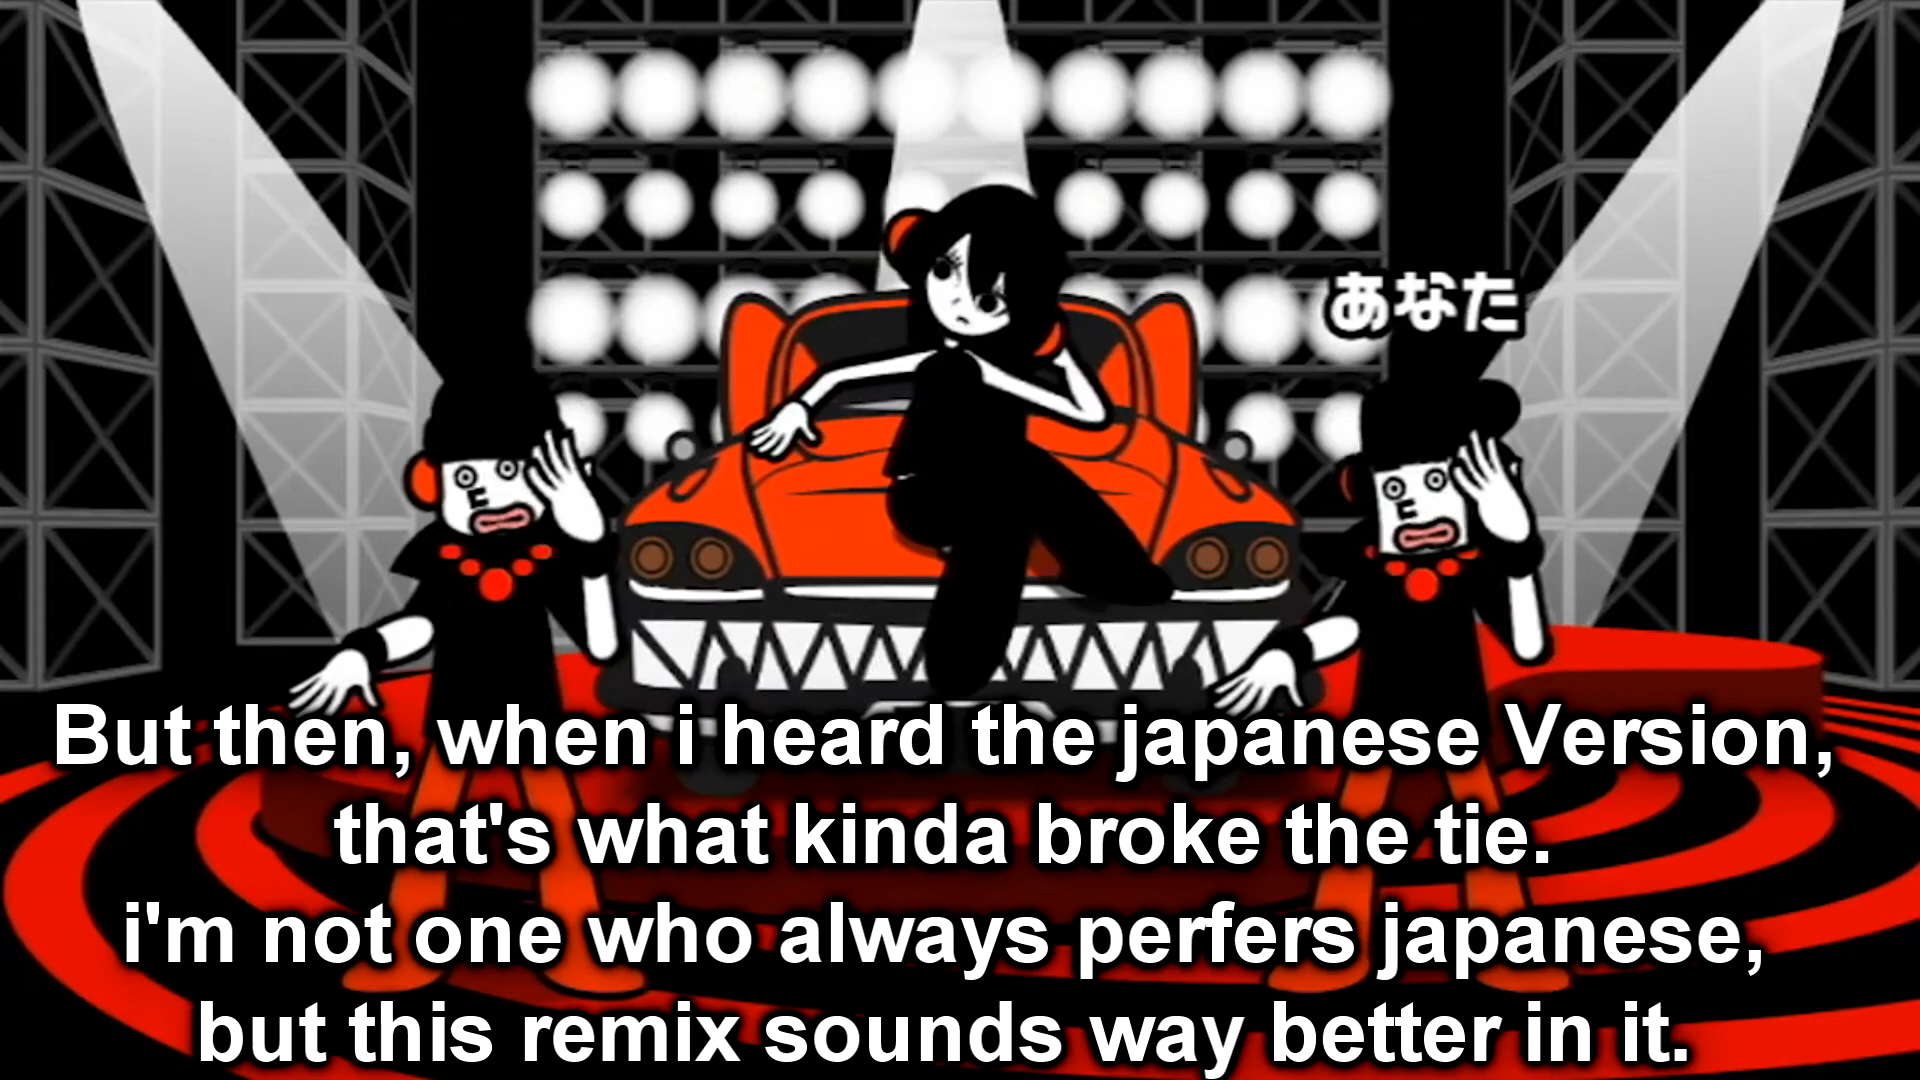 あなた
But then, when i heard the japanese Version,
that's what kinda broke the tie.
i'm not one who always perfers japanese,
but this remix sounds way better in it.